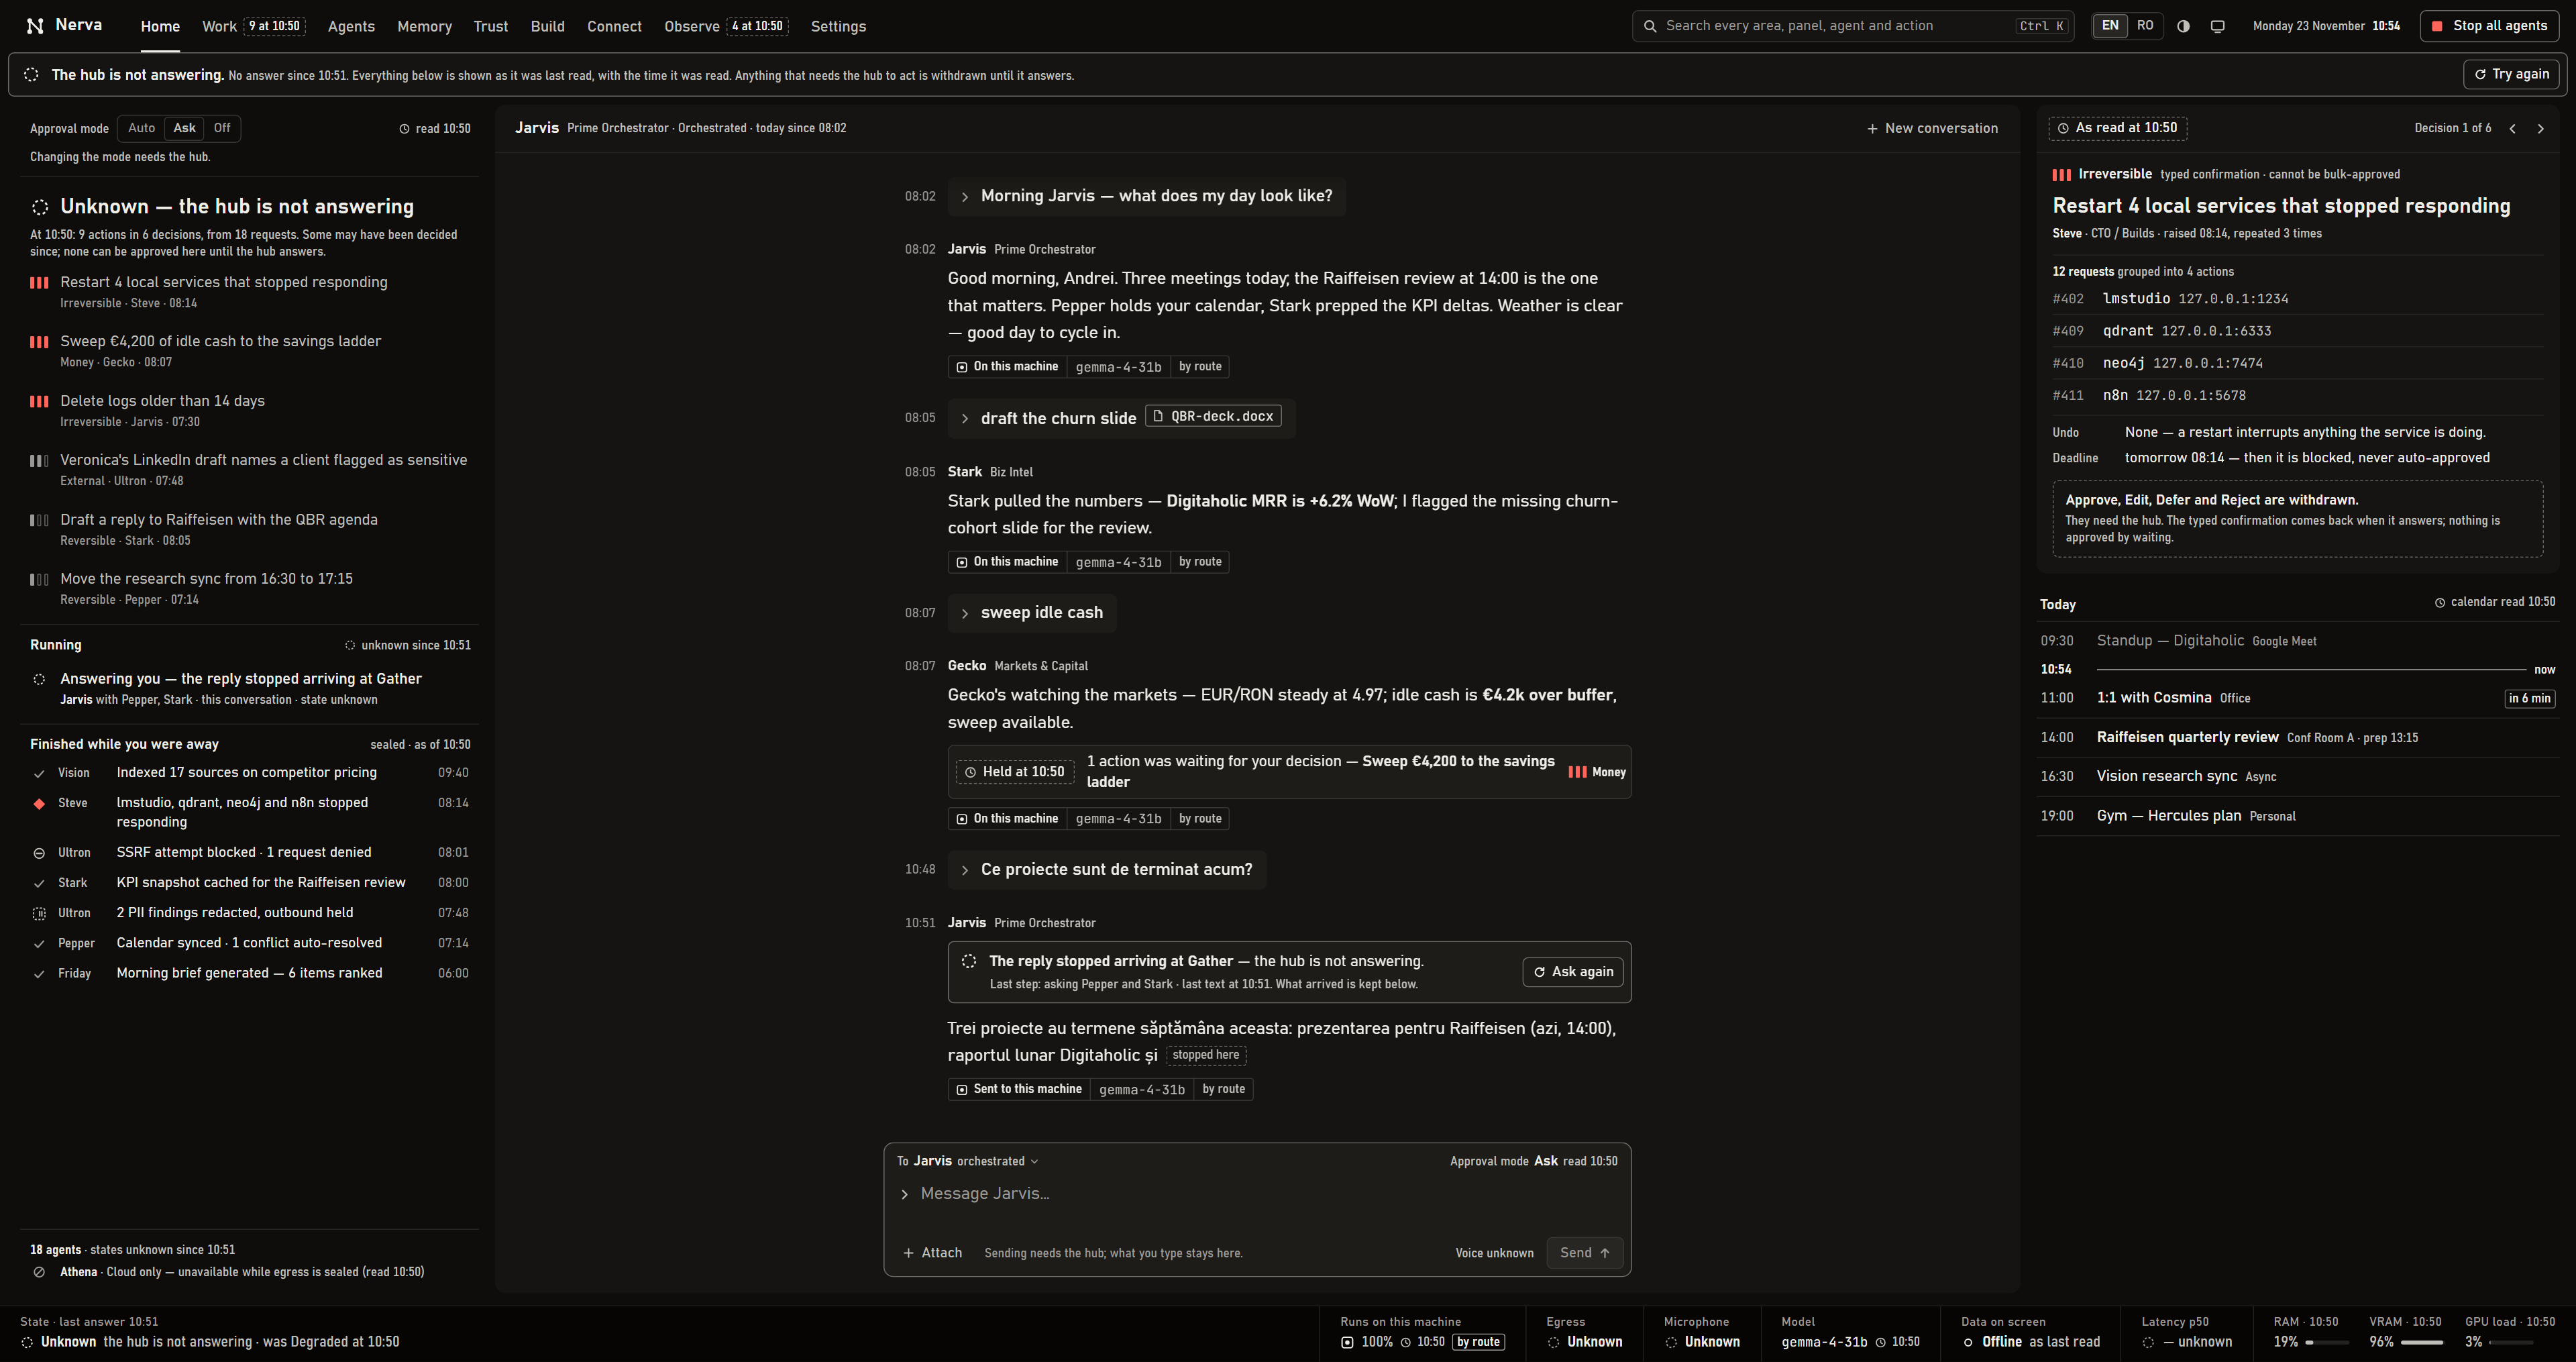 Nerva
Home
Work 9 at 10:50
Agents
Memory
Trust
Build
Connect
Observe 4 at 10:50
Settings
Search every area, panel, agent and action Ctrl K
EN RO
Monday 23 November 10:54
Stop all agents
The hub is not answering. No answer since 10:51. Everything below is shown as it was last read, with the time it was read. Anything that needs the hub to act is withdrawn until it answers.
Try again
Approval mode Auto Ask Off read 10:50
Changing the mode needs the hub.
Unknown — the hub is not answering
At 10:50: 9 actions in 6 decisions, from 18 requests. Some may have been decided
since; none can be approved here until the hub answers.
Restart 4 local services that stopped responding
Irreversible · Steve · 08:14
Sweep €4,200 of idle cash to the savings ladder
Money · Gecko · 08:07
Delete logs older than 14 days
Irreversible · Jarvis · 07:30
Veronica's LinkedIn draft names a client flagged as sensitive
External · Ultron · 07:48
Draft a reply to Raiffeisen with the QBR agenda
Reversible · Stark · 08:05
Move the research sync from 16:30 to 17:15
Reversible · Pepper · 07:14
Running unknown since 10:51
Answering you — the reply stopped arriving at Gather
Jarvis with Pepper, Stark · this conversation · state unknown
Finished while you were away sealed · as of 10:50
Vision Indexed 17 sources on competitor pricing 09:40
Steve lmstudio, qdrant, neo4j and n8n stopped 08:14
responding
Ultron SSRF attempt blocked · 1 request denied 08:01
Stark KPI snapshot cached for the Raiffeisen review 08:00
Ultron 2 PII findings redacted, outbound held 07:48
Pepper Calendar synced · 1 conflict auto-resolved 07:14
Friday Morning brief generated — 6 items ranked 06:00
18 agents · states unknown since 10:51
Athena · Cloud only — unavailable while egress is sealed (read 10:50)
Jarvis Prime Orchestrator · Orchestrated · today since 08:02
New conversation
08:02 Morning Jarvis — what does my day look like?
08:02 Jarvis Prime Orchestrator
Good morning, Andrei. Three meetings today; the Raiffeisen review at 14:00 is the one
that matters. Pepper holds your calendar, Stark prepped the KPI deltas. Weather is clear
— good day to cycle in.
On this machine gemma-4-31b by route
08:05 draft the churn slide QBR-deck.docx
08:05 Stark Biz Intel
Stark pulled the numbers — Digitaholic MRR is +6.2% WoW; I flagged the missing churn-
cohort slide for the review.
On this machine gemma-4-31b by route
08:07 sweep idle cash
08:07 Gecko Markets & Capital
Gecko's watching the markets — EUR/RON steady at 4.97; idle cash is €4.2k over buffer,
sweep available.
Held at 10:50 1 action was waiting for your decision — Sweep €4,200 to the savings
ladder
Money
On this machine gemma-4-31b by route
10:48 Ce proiecte sunt de terminat acum?
10:51 Jarvis Prime Orchestrator
The reply stopped arriving at Gather — the hub is not answering.
Last step: asking Pepper and Stark · last text at 10:51. What arrived is kept below.
Ask again
Trei proiecte au termene săptămâna aceasta: prezentarea pentru Raiffeisen (azi, 14:00),
raportul lunar Digitaholic și stopped here
Sent to this machine gemma-4-31b by route
To Jarvis orchestrated Approval mode Ask read 10:50
Message Jarvis…
Attach Sending needs the hub; what you type stays here. Voice unknown Send
As read at 10:50 Decision 1 of 6
Irreversible typed confirmation · cannot be bulk-approved
Restart 4 local services that stopped responding
Steve · CTO / Builds · raised 08:14, repeated 3 times
12 requests grouped into 4 actions
#402 lmstudio 127.0.0.1:1234
#409 qdrant 127.0.0.1:6333
#410 neo4j 127.0.0.1:7474
#411 n8n 127.0.0.1:5678
Undo None — a restart interrupts anything the service is doing.
Deadline tomorrow 08:14 — then it is blocked, never auto-approved
Approve, Edit, Defer and Reject are withdrawn.
They need the hub. The typed confirmation comes back when it answers; nothing is
approved by waiting.
Today calendar read 10:50
09:30 Standup — Digitaholic Google Meet
10:54 now
11:00 1:1 with Cosmina Office in 6 min
14:00 Raiffeisen quarterly review Conf Room A · prep 13:15
16:30 Vision research sync Async
19:00 Gym — Hercules plan Personal
State · last answer 10:51
Unknown the hub is not answering · was Degraded at 10:50
Runs on this machine
100% 10:50 by route
Egress
Unknown
Microphone
Unknown
Model
gemma-4-31b 10:50
Data on screen
Offline as last read
Latency p50
— unknown
RAM · 10:50
19%
VRAM · 10:50
96%
GPU load · 10:50
3%